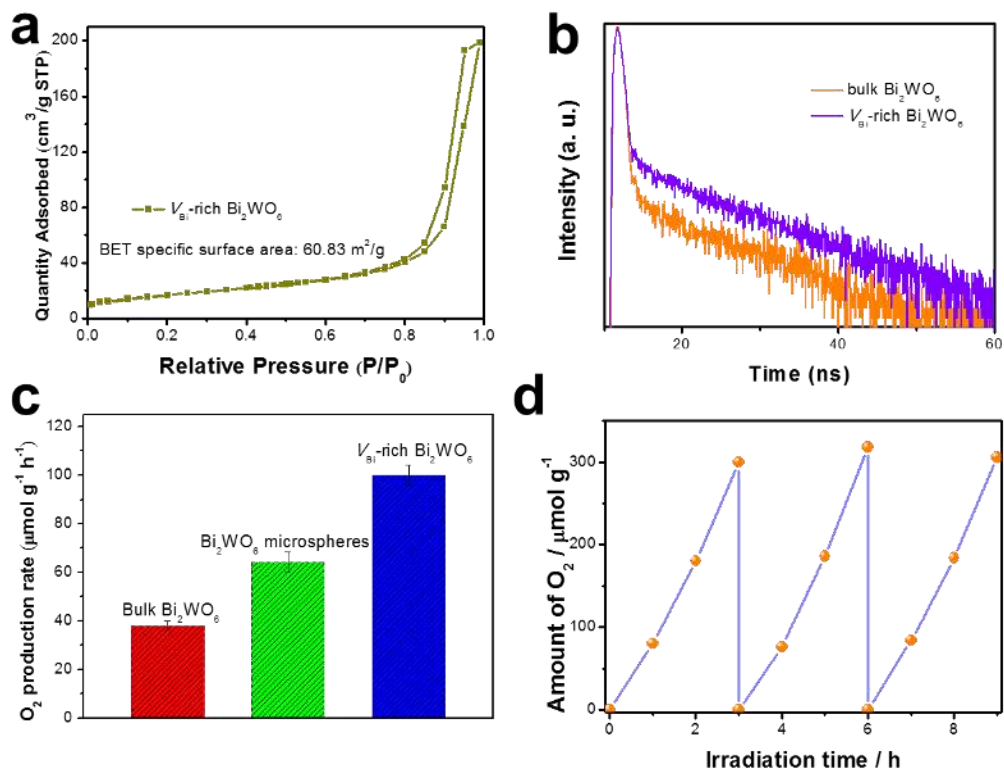 a
Quantity Adsorbed (cm³/g STP)
200
160
120
80
40
0
V_Bi-rich Bi₂WO₆
BET specific surface area: 60.83 m²/g
0.0 0.2 0.4 0.6 0.8 1.0
Relative Pressure (P/P₀)
b
Intensity (a. u.)
bulk Bi₂WO₆
V_Bi-rich Bi₂WO₆
20 40 60
Time (ns)
c
O₂ production rate (μmol g⁻¹ h⁻¹)
120
100
80
60
40
20
0
Bulk Bi₂WO₆
Bi₂WO₆ microspheres
V_Bi-rich Bi₂WO₆
d
Amount of O₂ / μmol g⁻¹
300
200
100
0
0 2 4 6 8
Irradiation time / h